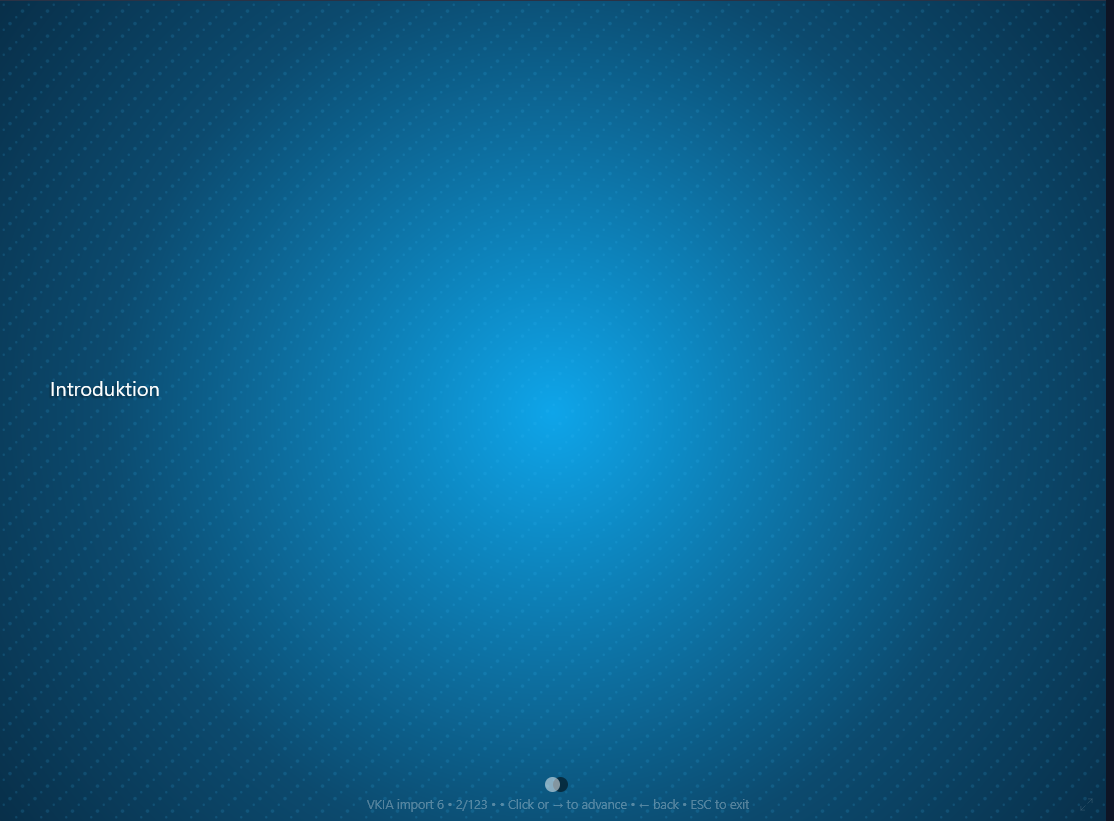 Introduktion
VKIA import 6 • 2/123 • • Click or → to advance • ← back • ESC to exit